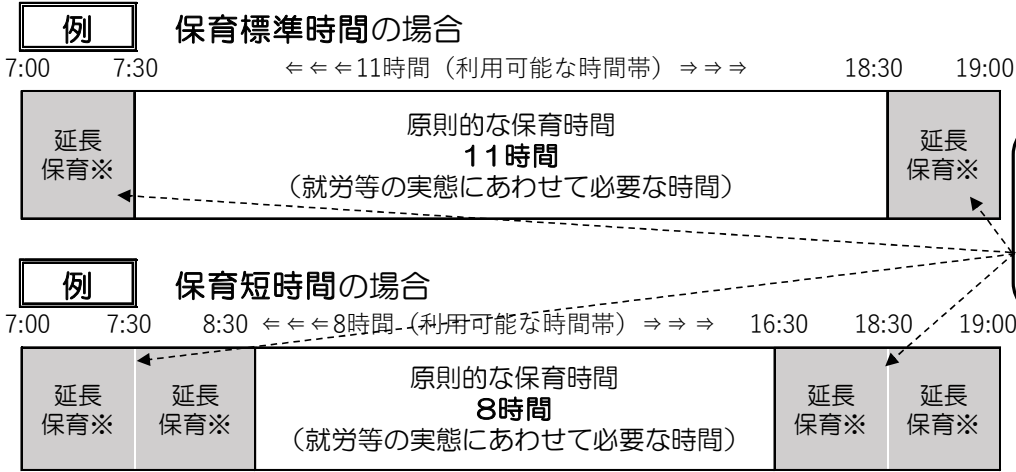 例 保育標準時間の場合
7:00 7:30 ⇐⇐⇐11時間（利用可能な時間帯）⇒⇒⇒ 18:30 19:00
延長
保育※
原則的な保育時間
11時間
（就労等の実態にあわせて必要な時間）
延長
保育※
例 保育短時間の場合
7:00 7:30 8:30 ⇐⇐⇐8時間（利用可能な時間帯）⇒⇒⇒ 16:30 18:30 19:00
延長
保育※
延長
保育※
原則的な保育時間
8時間
（就労等の実態にあわせて必要な時間）
延長
保育※
延長
保育※